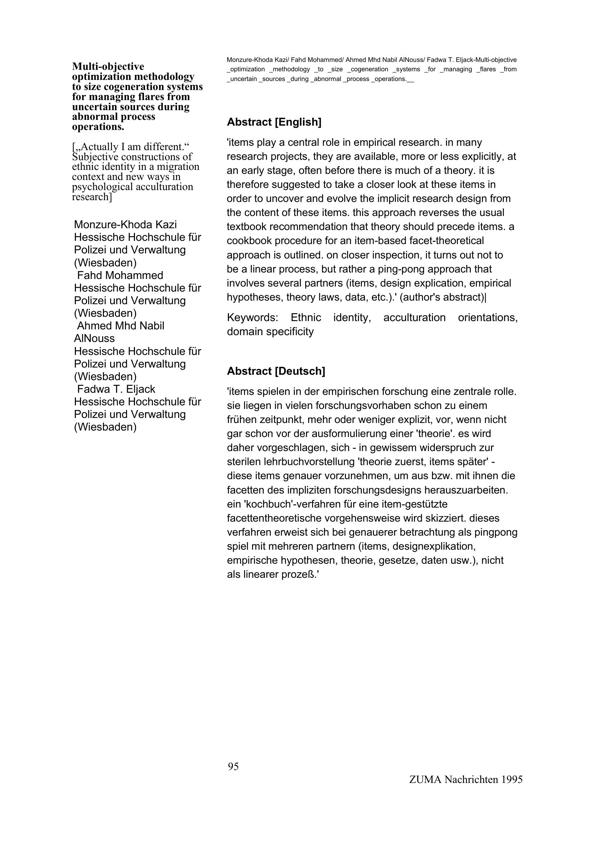 Multi-objective
optimization methodology
to size cogeneration systems
for managing flares from
uncertain sources during
abnormal process
operations.
[„Actually I am different.“
Subjective constructions of
ethnic identity in a migration
context and new ways in
psychological acculturation
research]
Monzure-Khoda Kazi
Hessische Hochschule für
Polizei und Verwaltung
(Wiesbaden)
Fahd Mohammed
Hessische Hochschule für
Polizei und Verwaltung
(Wiesbaden)
Ahmed Mhd Nabil
AlNouss
Hessische Hochschule für
Polizei und Verwaltung
(Wiesbaden)
Fadwa T. Eljack
Hessische Hochschule für
Polizei und Verwaltung
(Wiesbaden)
Monzure-Khoda Kazi/ Fahd Mohammed/ Ahmed Mhd Nabil AlNouss/ Fadwa T. Eljack-Multi-objective
_optimization _methodology _to _size _cogeneration _systems _for _managing _flares _from
_uncertain _sources _during _abnormal _process _operations.__
Abstract [English]
'items play a central role in empirical research. in many
research projects, they are available, more or less explicitly, at
an early stage, often before there is much of a theory. it is
therefore suggested to take a closer look at these items in
order to uncover and evolve the implicit research design from
the content of these items. this approach reverses the usual
textbook recommendation that theory should precede items. a
cookbook procedure for an item-based facet-theoretical
approach is outlined. on closer inspection, it turns out not to
be a linear process, but rather a ping-pong approach that
involves several partners (items, design explication, empirical
hypotheses, theory laws, data, etc.).' (author's abstract)|
Keywords: Ethnic identity, acculturation orientations,
domain specificity
Abstract [Deutsch]
'items spielen in der empirischen forschung eine zentrale rolle.
sie liegen in vielen forschungsvorhaben schon zu einem
frühen zeitpunkt, mehr oder weniger explizit, vor, wenn nicht
gar schon vor der ausformulierung einer 'theorie'. es wird
daher vorgeschlagen, sich - in gewissem widerspruch zur
sterilen lehrbuchvorstellung 'theorie zuerst, items später' -
diese items genauer vorzunehmen, um aus bzw. mit ihnen die
facetten des impliziten forschungsdesigns herauszuarbeiten.
ein 'kochbuch'-verfahren für eine item-gestützte
facettentheoretische vorgehensweise wird skizziert. dieses
verfahren erweist sich bei genauerer betrachtung als pingpong
spiel mit mehreren partnern (items, designexplikation,
empirische hypothesen, theorie, gesetze, daten usw.), nicht
als linearer prozeß.'
95
ZUMA Nachrichten 1995